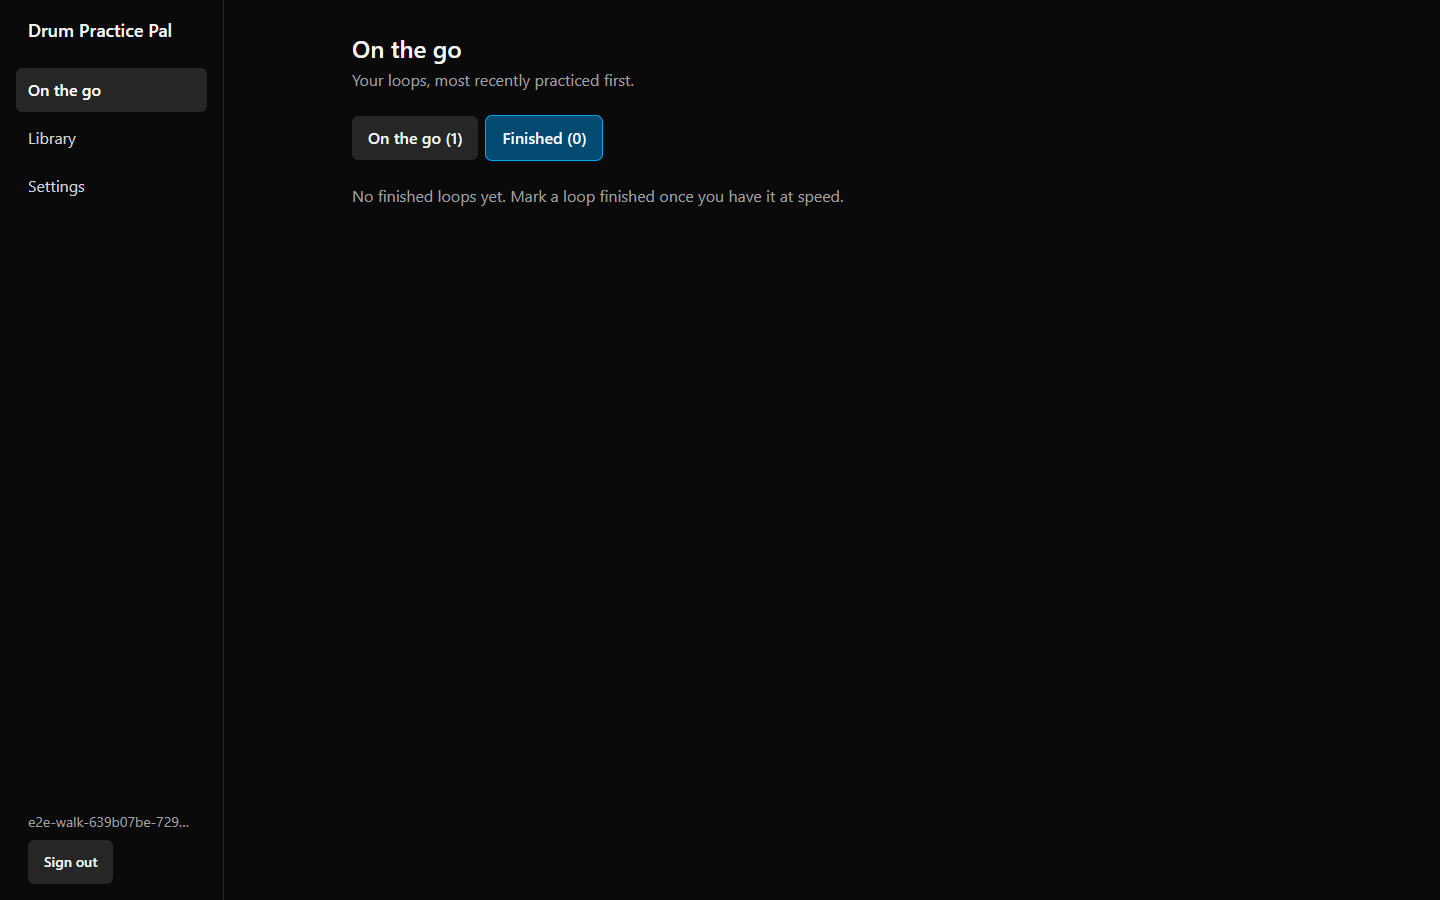 Drum Practice Pal
On the go
Library
Settings
e2e-walk-639b07be-729...
Sign out
On the go
Your loops, most recently practiced first.
On the go (1)
Finished (0)
No finished loops yet. Mark a loop finished once you have it at speed.